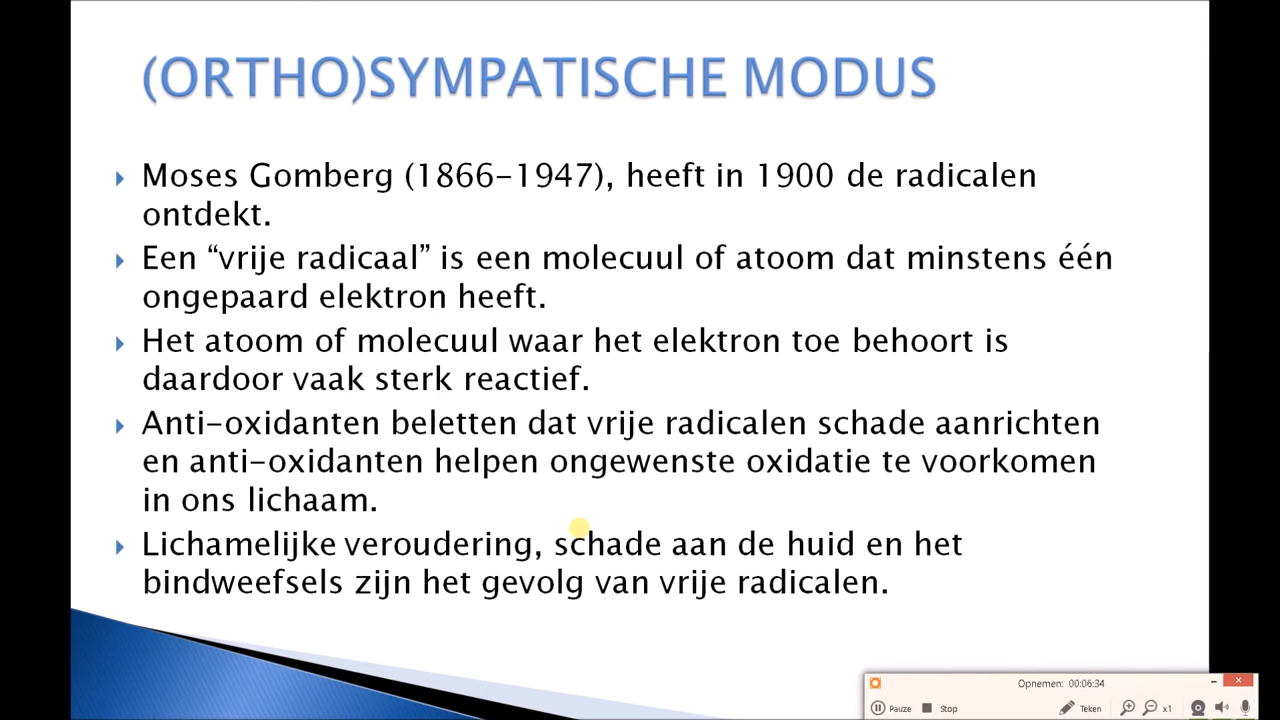 (ORTHO)SYMPATISCHE MODUS
Moses Gomberg (1866-1947), heeft in 1900 de radicalen
ontdekt.
Een “vrije radicaal” is een molecuul of atoom dat minstens één
ongepaard elektron heeft.
Het atoom of molecuul waar het elektron toe behoort is
daardoor vaak sterk reactief.
Anti-oxidanten beletten dat vrije radicalen schade aanrichten
en anti-oxidanten helpen ongewenste oxidatie te voorkomen
in ons lichaam.
Lichamelijke veroudering, schade aan de huid en het
bindweefsels zijn het gevolg van vrije radicalen.
Opnemen: 00:06:34
Pauze Stop Teken x1